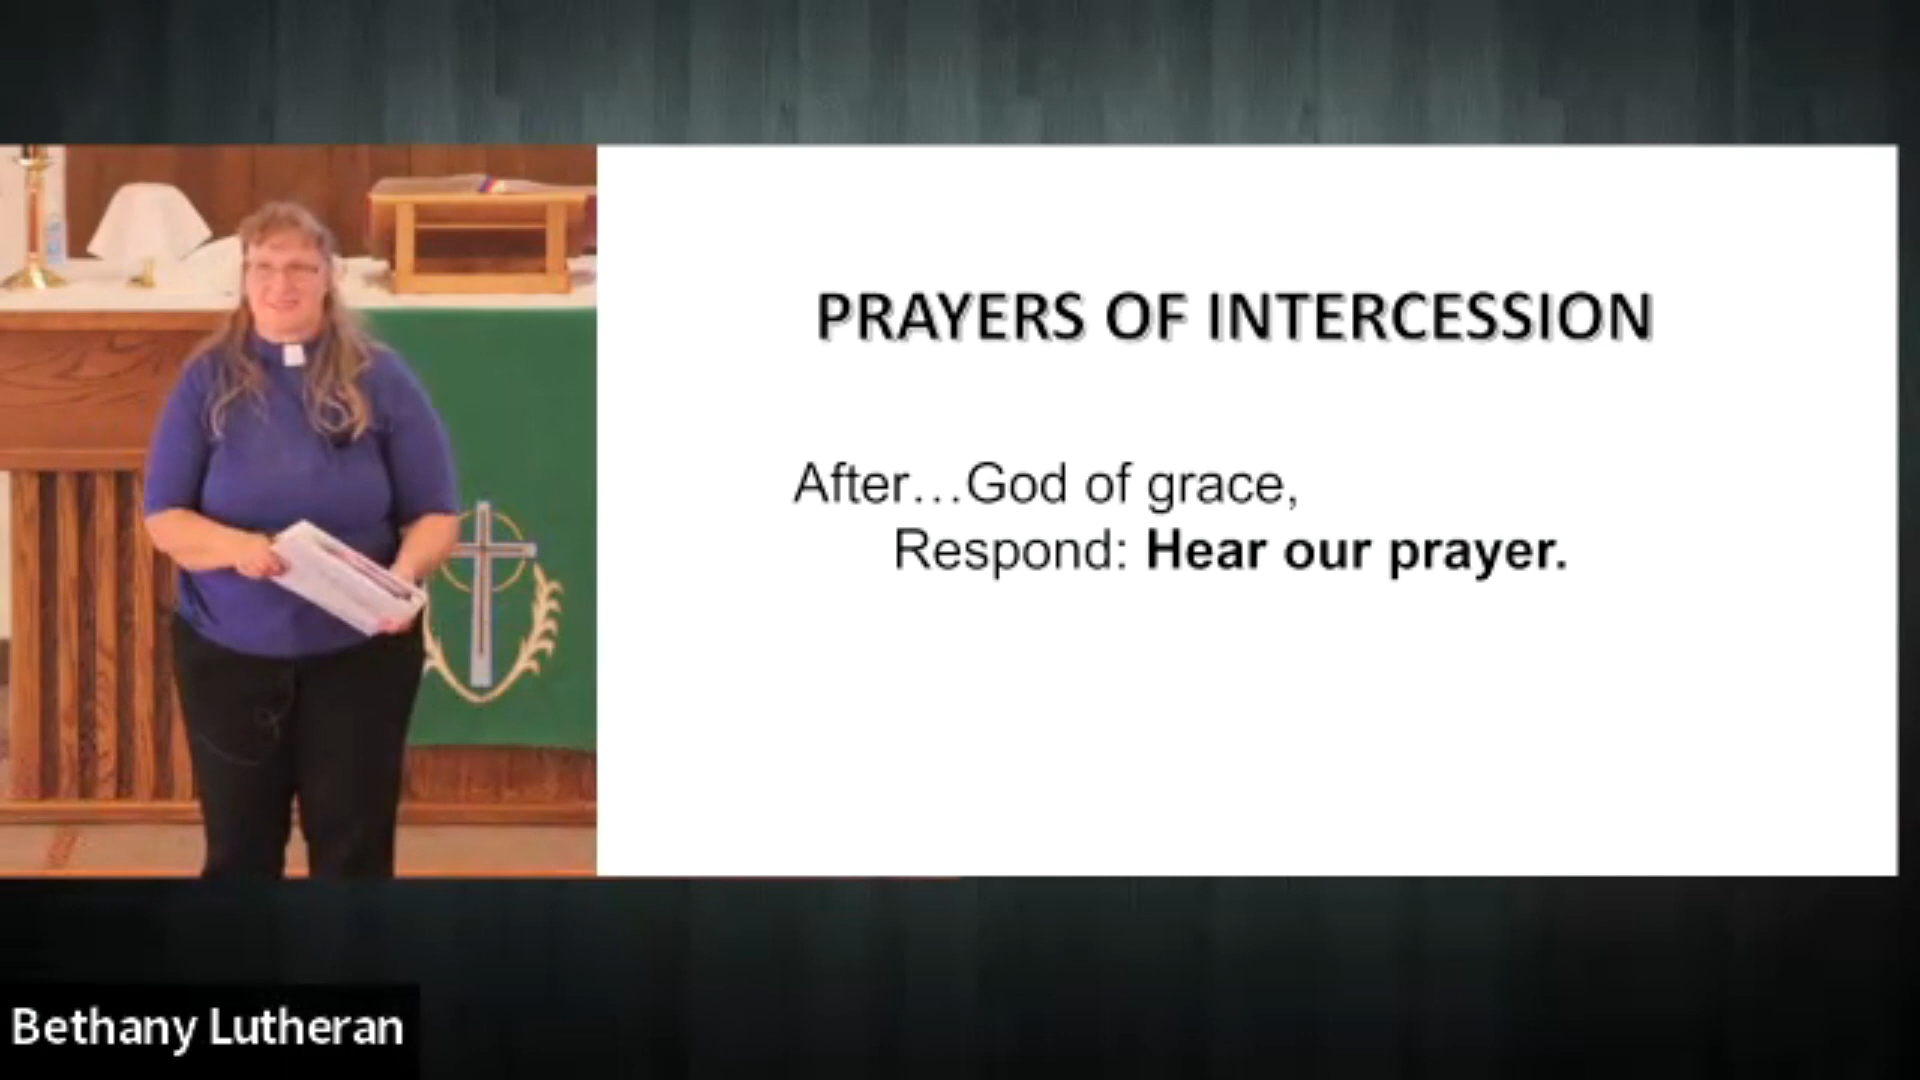 PRAYERS OF INTERCESSION
After…God of grace,
Respond: Hear our prayer.
Bethany Lutheran